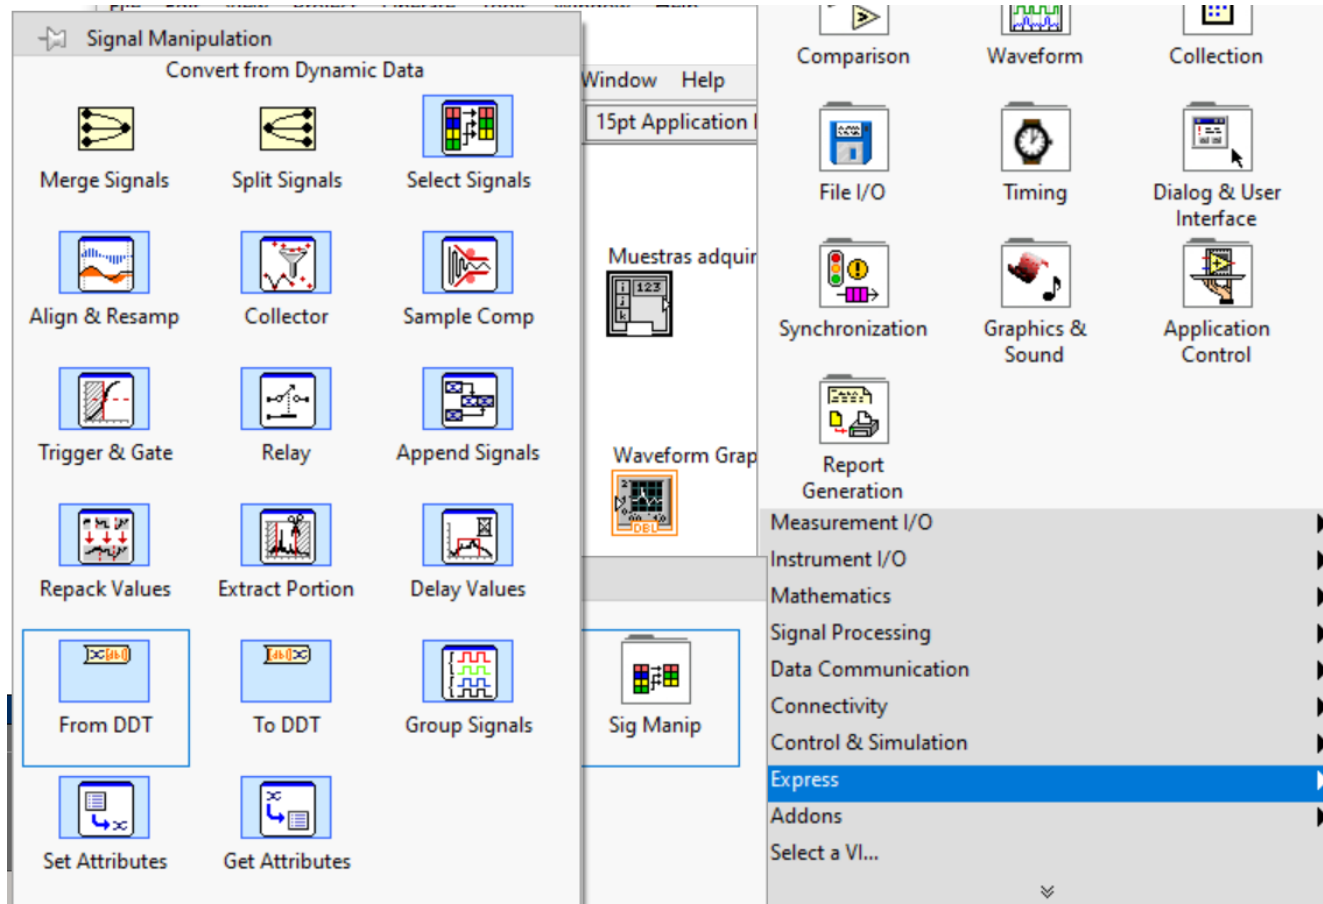 Signal Manipulation
Convert from Dynamic Data
Merge Signals
Split Signals
Select Signals
Align & Resamp
Collector
Sample Comp
Trigger & Gate
Relay
Append Signals
Repack Values
Extract Portion
Delay Values
From DDT
To DDT
Group Signals
Set Attributes
Get Attributes
Window Help
15pt Application
Muestras adquir
123
Waveform Grap
DBL
Sig Manip
Comparison
Waveform
Collection
File I/O
Timing
Dialog & User
Interface
Synchronization
Graphics &
Sound
Application
Control
Report
Generation
Measurement I/O
Instrument I/O
Mathematics
Signal Processing
Data Communication
Connectivity
Control & Simulation
Express
Addons
Select a VI...